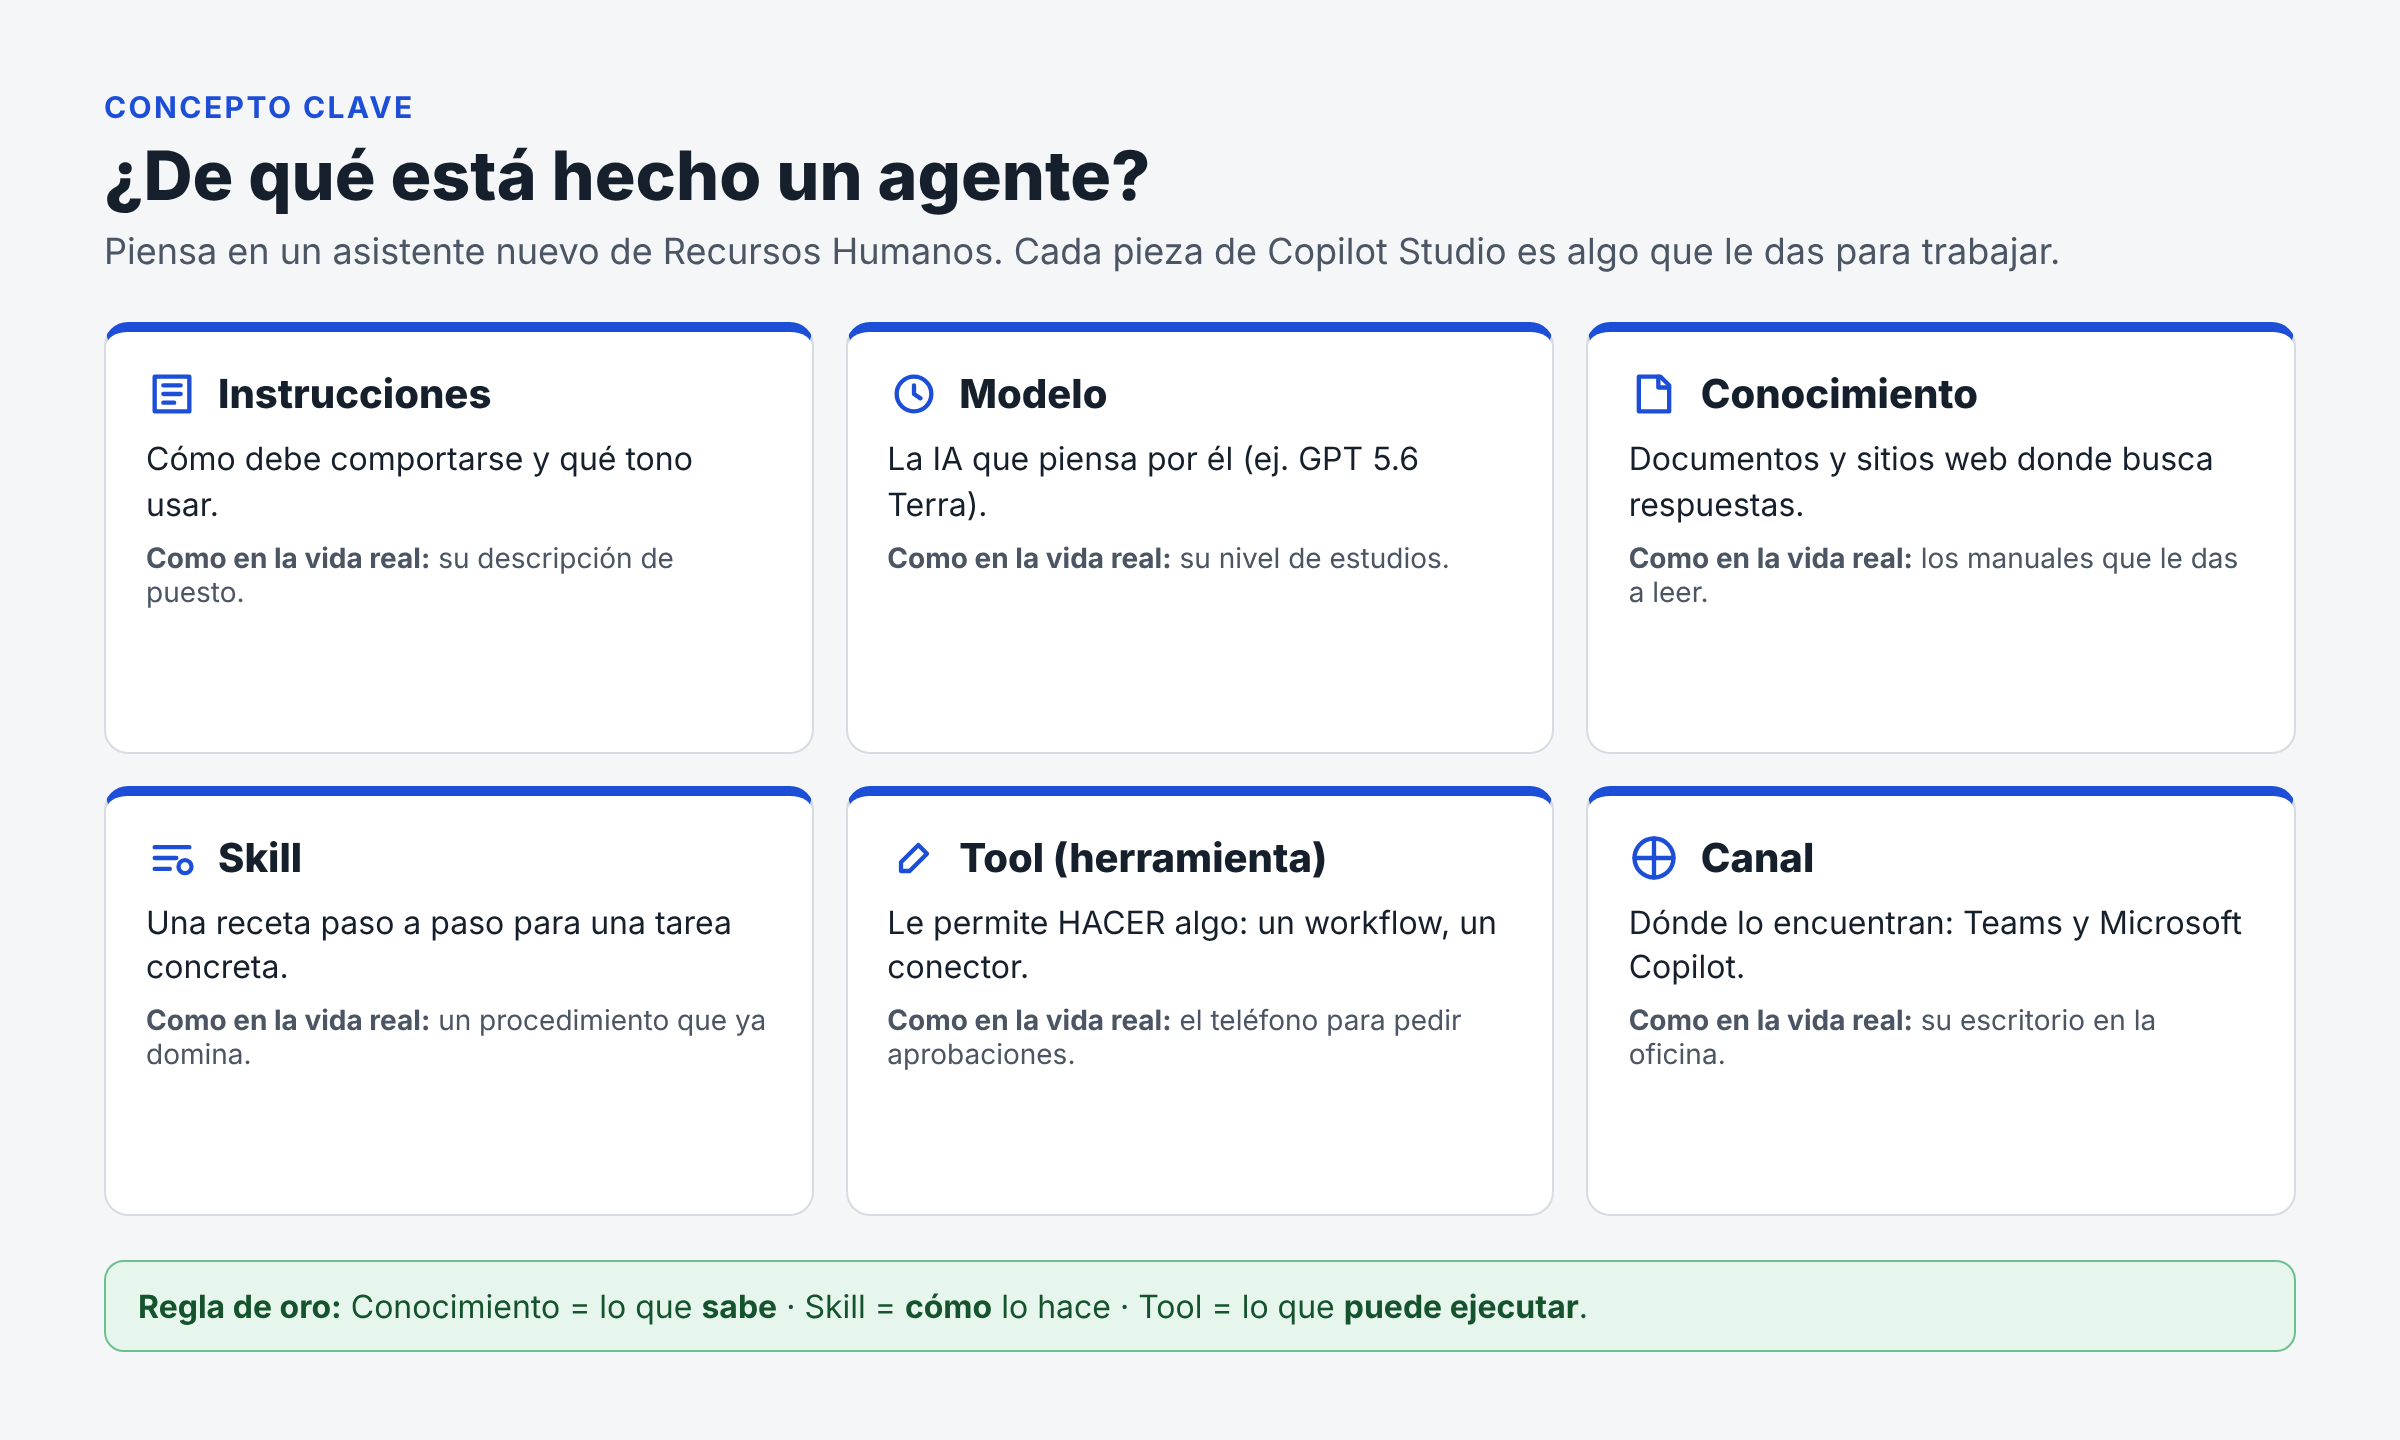 CONCEPTO CLAVE
¿De qué está hecho un agente?
Piensa en un asistente nuevo de Recursos Humanos. Cada pieza de Copilot Studio es algo que le das para trabajar.
Instrucciones
Cómo debe comportarse y qué tono
usar.
Como en la vida real: su descripción de
puesto.
Modelo
La IA que piensa por él (ej. GPT 5.6
Terra).
Como en la vida real: su nivel de estudios.
Conocimiento
Documentos y sitios web donde busca
respuestas.
Como en la vida real: los manuales que le das
a leer.
Skill
Una receta paso a paso para una tarea
concreta.
Como en la vida real: un procedimiento que ya
domina.
Tool (herramienta)
Le permite HACER algo: un workflow, un
conector.
Como en la vida real: el teléfono para pedir
aprobaciones.
Canal
Dónde lo encuentran: Teams y Microsoft
Copilot.
Como en la vida real: su escritorio en la
oficina.
Regla de oro: Conocimiento = lo que sabe · Skill = cómo lo hace · Tool = lo que puede ejecutar.